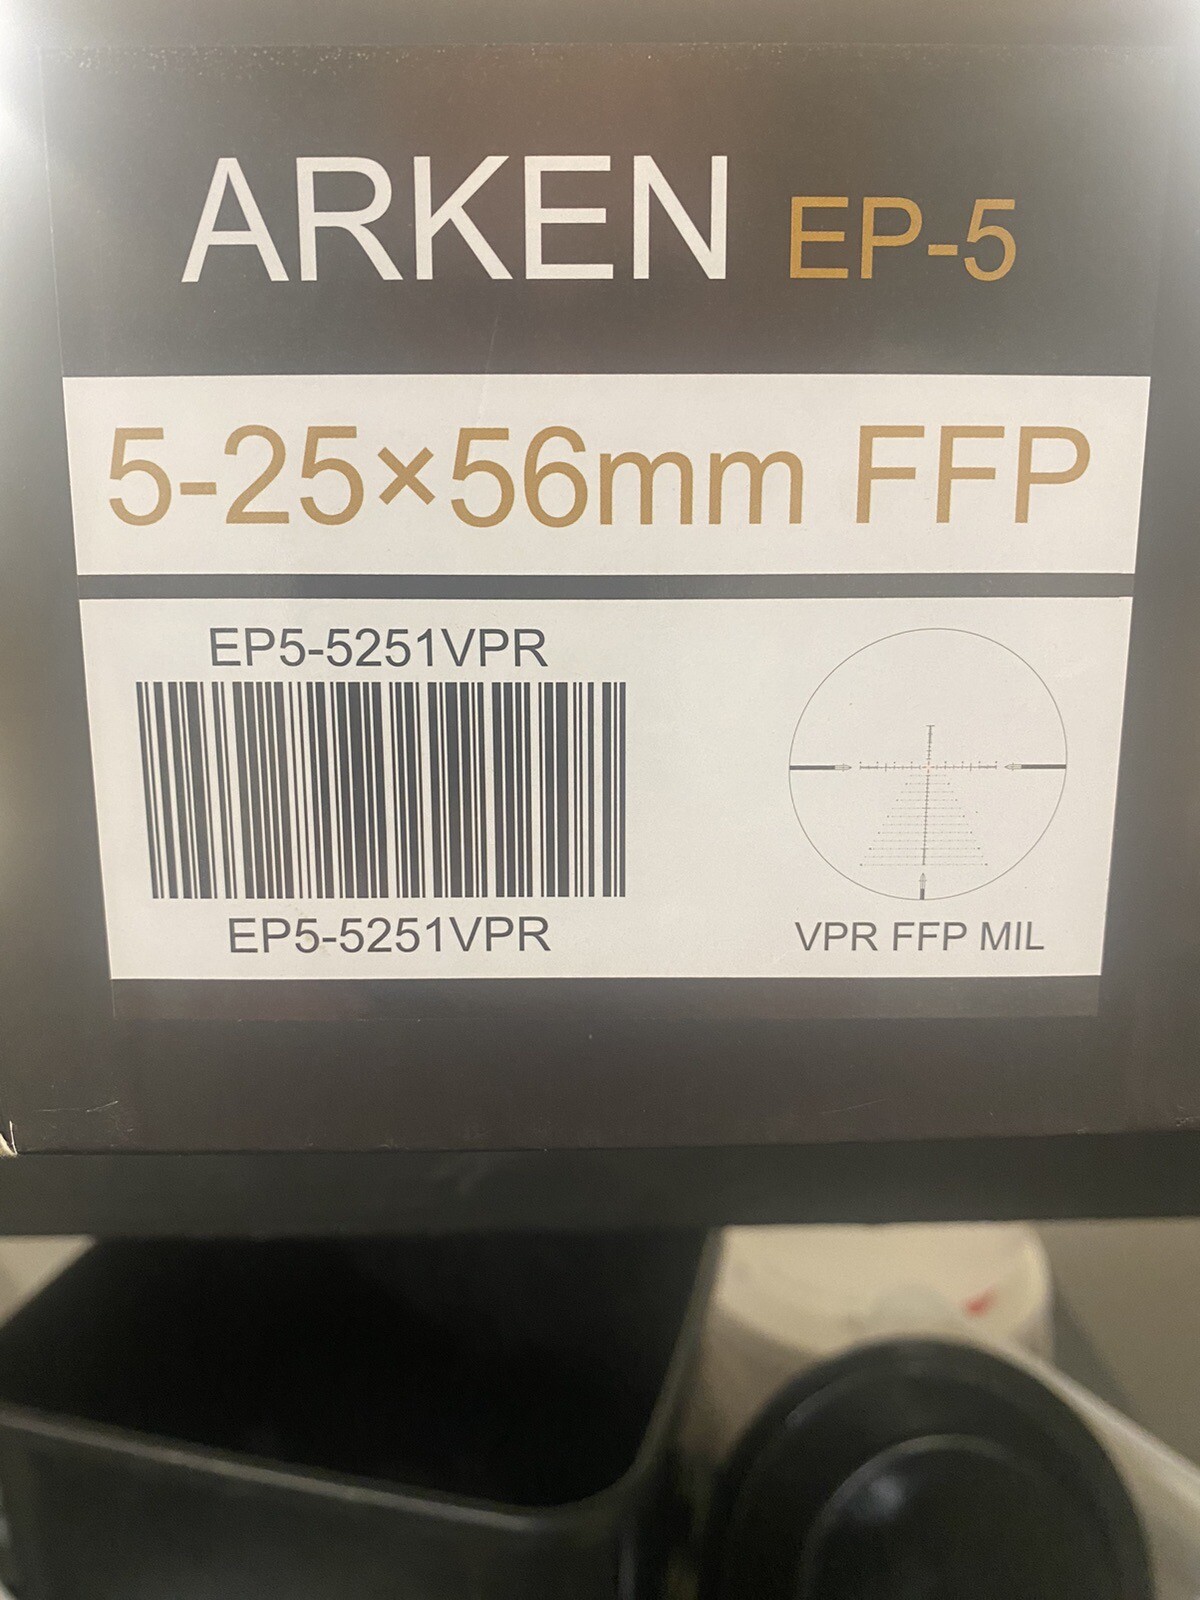 ARKEN EP-5
5-25×56mm FFP
EP5-5251VPR
EP5-5251VPR
VPR FFP MIL